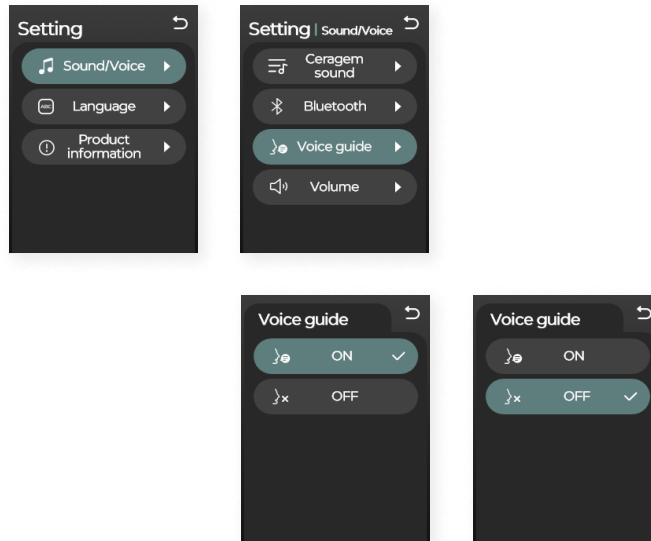 Setting
Sound/Voice
ABC
Language
Product
information
Setting | Sound/Voice
Ceragem
sound
Bluetooth
Voice guide
Volume
Voice guide
ON
OFF
Voice guide
ON
OFF